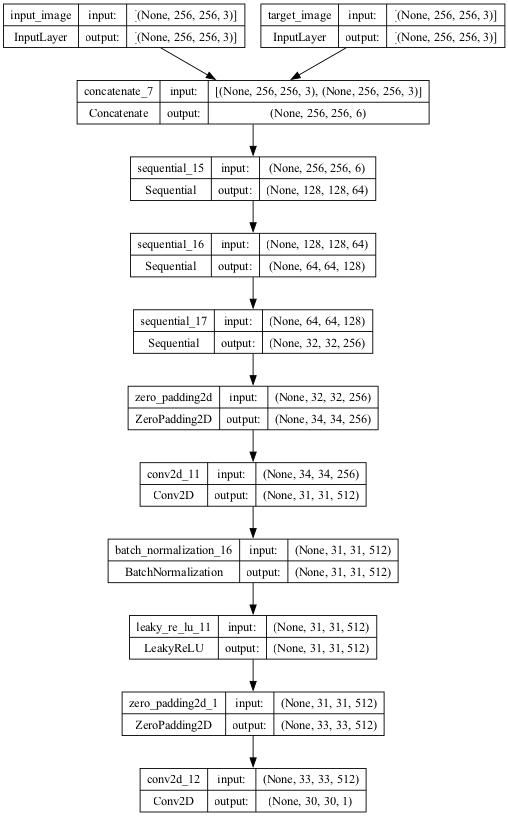 input_image input: [(None, 256, 256, 3)]
InputLayer output: [(None, 256, 256, 3)]
target_image input: [(None, 256, 256, 3)]
InputLayer output: [(None, 256, 256, 3)]
concatenate_7 input: [(None, 256, 256, 3), (None, 256, 256, 3)]
Concatenate output: (None, 256, 256, 6)
sequential_15 input: (None, 256, 256, 6)
Sequential output: (None, 128, 128, 64)
sequential_16 input: (None, 128, 128, 64)
Sequential output: (None, 64, 64, 128)
sequential_17 input: (None, 64, 64, 128)
Sequential output: (None, 32, 32, 256)
zero_padding2d input: (None, 32, 32, 256)
ZeroPadding2D output: (None, 34, 34, 256)
conv2d_11 input: (None, 34, 34, 256)
Conv2D output: (None, 31, 31, 512)
batch_normalization_16 input: (None, 31, 31, 512)
BatchNormalization output: (None, 31, 31, 512)
leaky_re_lu_11 input: (None, 31, 31, 512)
LeakyReLU output: (None, 31, 31, 512)
zero_padding2d_1 input: (None, 31, 31, 512)
ZeroPadding2D output: (None, 33, 33, 512)
conv2d_12 input: (None, 33, 33, 512)
Conv2D output: (None, 30, 30, 1)